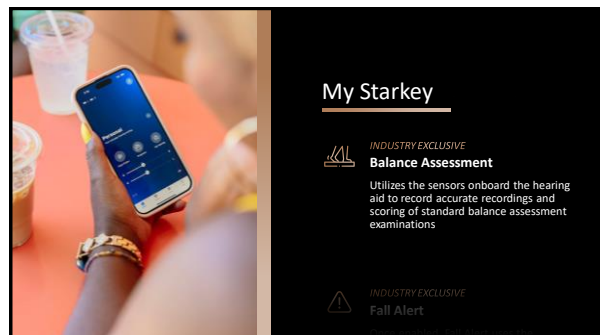 Personal
My Starkey
INDUSTRY EXCLUSIVE
Balance Assessment
Utilizes the sensors onboard the hearing
aid to record accurate recordings and
scoring of standard balance assessment
examinations
INDUSTRY EXCLUSIVE
Fall Alert